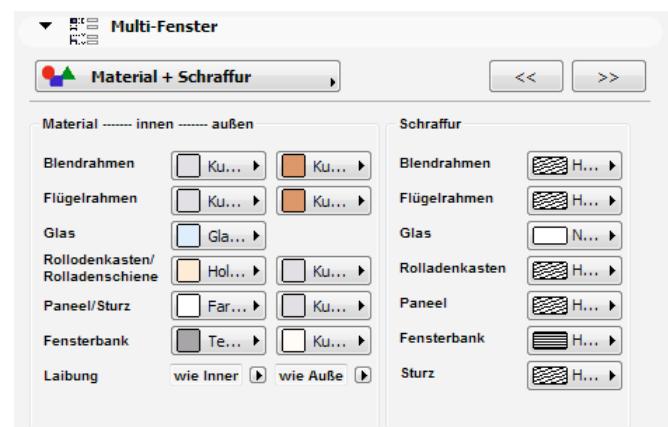 Multi-Fenster
Material + Schraffur
<< >>
Material ------- innen ------- außen
Blendrahmen Ku... Ku...
Flügelrahmen Ku... Ku...
Glas Gla...
Rollodenkasten/
Rolladenschiene Hol... Ku...
Paneel/Sturz Far... Ku...
Fensterbank Te... Ku...
Laibung wie Inner wie Auße
Schraffur
Blendrahmen H...
Flügelrahmen H...
Glas N...
Rolladenkasten H...
Paneel H...
Fensterbank H...
Sturz H...